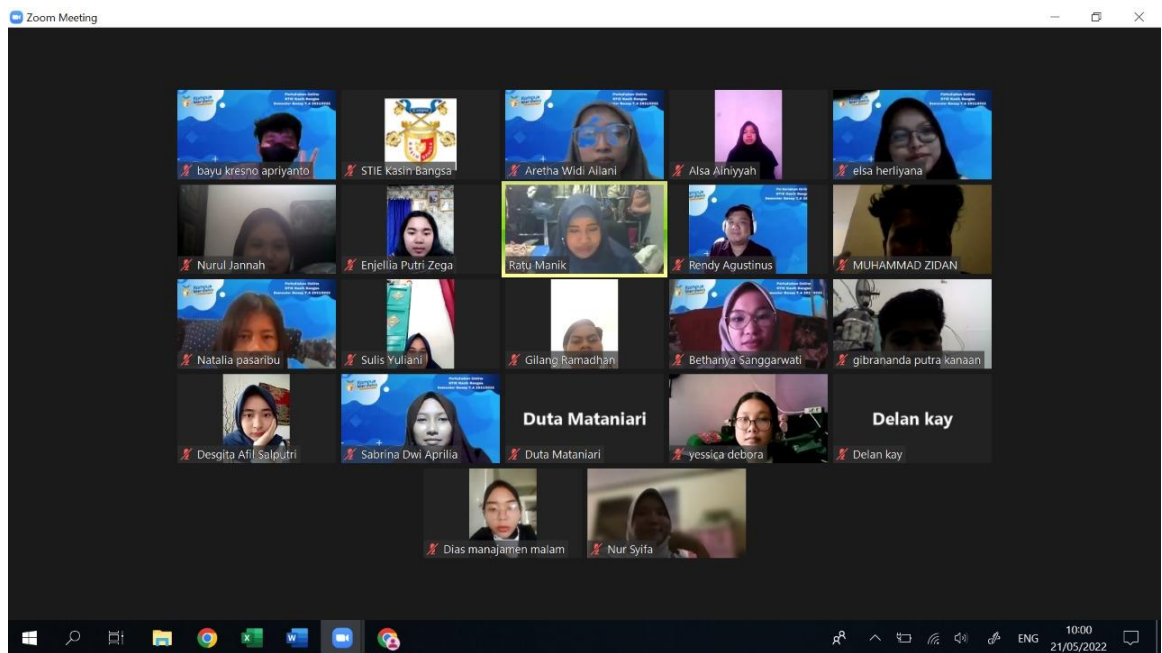 Zoom Meeting
bayu kresno apriyanto
STIE Kasin Bangsa
Aretha Widi Ailani
Alsa Ainiyyah
elsa herliyana
Nurul Jannah
Enjellia Putri Zega
Ratu Manik
Rendy Agustinus
MUHAMMAD ZIDAN
Natalia pasaribu
Sulis Yuliani
Gilang Ramadhan
Bethanya Sanggarwati
gibrananda putra kanaan
Desgita Afil Salputri
Sabrina Dwi Aprilia
Duta Mataniari
Duta Mataniari
yessica debora
Delan kay
Delan kay
Dias manajamen malam
Nur Syifa
ENG
10:00
21/05/2022